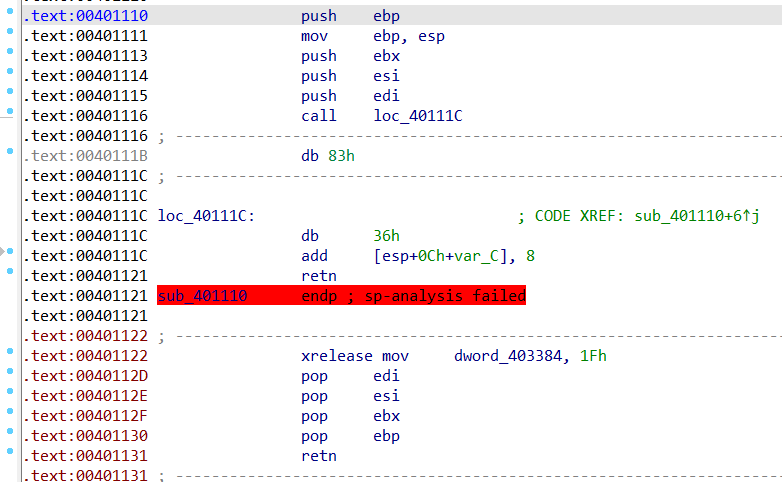 .text:00401110 push ebp
.text:00401111 mov ebp, esp
.text:00401113 push ebx
.text:00401114 push esi
.text:00401115 push edi
.text:00401116 call loc_40111C
.text:00401116 ; ---------------------------------------------------------------------------
.text:0040111B db 83h
.text:0040111C ; ---------------------------------------------------------------------------
.text:0040111C
.text:0040111C loc_40111C: ; CODE XREF: sub_401110+6↑j
.text:0040111C db 36h
.text:0040111C add [esp+0Ch+var_C], 8
.text:00401121 retn
.text:00401121 sub_401110 endp ; sp-analysis failed
.text:00401121
.text:00401122 ; ---------------------------------------------------------------------------
.text:00401122 xrelease mov dword_403384, 1Fh
.text:0040112D pop edi
.text:0040112E pop esi
.text:0040112F pop ebx
.text:00401130 pop ebp
.text:00401131 retn
.text:00401131 ; ---------------------------------------------------------------------------